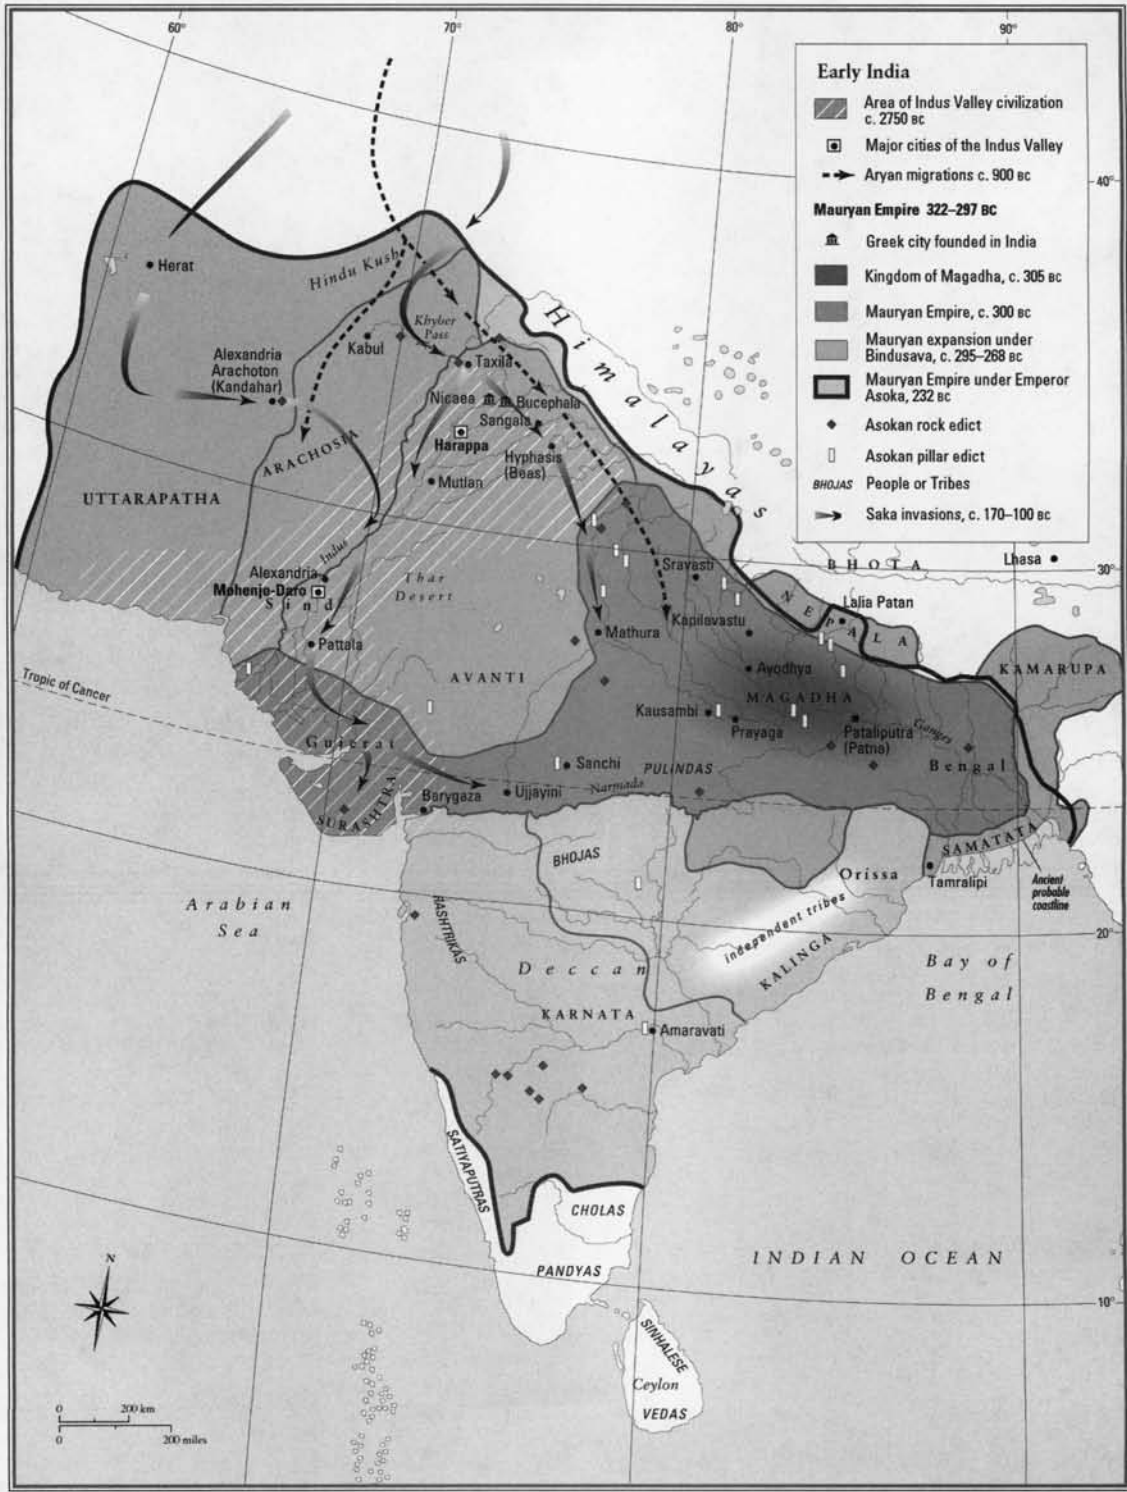 60°
70°
80°
90°
Early India
Area of Indus Valley civilization
c. 2750 BC
Major cities of the Indus Valley
Aryan migrations c. 900 BC
Mauryan Empire 322–297 BC
Greek city founded in India
Kingdom of Magadha, c. 305 BC
Mauryan Empire, c. 300 BC
Mauryan expansion under
Bindusava, c. 295–268 BC
Mauryan Empire under Emperor
Asoka, 232 BC
Asokan rock edict
Asokan pillar edict
BHOJAS People or Tribes
Saka invasions, c. 170–100 BC
40°
Herat
Hindu Kush
Himalayas
Khyber
Pass
Kabul
Taxila
Alexandria
Arachoton
(Kandahar)
Nicaea
Bucephala
Sangala
Harappa
Hyphasis
(Beas)
ARACHOSIA
Mutlan
UTTARAPATHA
Indus
Alexandria
Mohenjo-Daro
Sind
Thar
Desert
Pattala
Sravasti
BHOTA
Lhasa
30°
NEPALA
Lalia Patan
Kapilavastu
Mathura
Ayodhya
KAMARUPA
Tropic of Cancer
AVANTI
MAGADHA
Kausambi
Prayaga
Pataliputra
(Patna)
Ganges
Bengal
Gujerat
Sanchi
PULINDAS
Narmada
SURASHTRA
Barygaza
Ujjayini
SAMATATA
BHOJAS
Orissa
Tamralipi
Ancient
probable
coastline
Arabian
Sea
RASHTRIKAS
independent tribes
KALINGA
20°
Deccan
Bay of
Bengal
KARNATA
Amaravati
SATIYAPUTRAS
CHOLAS
PANDYAS
INDIAN OCEAN
10°
N
SINHALESE
Ceylon
VEDAS
0 200 km
0 200 miles